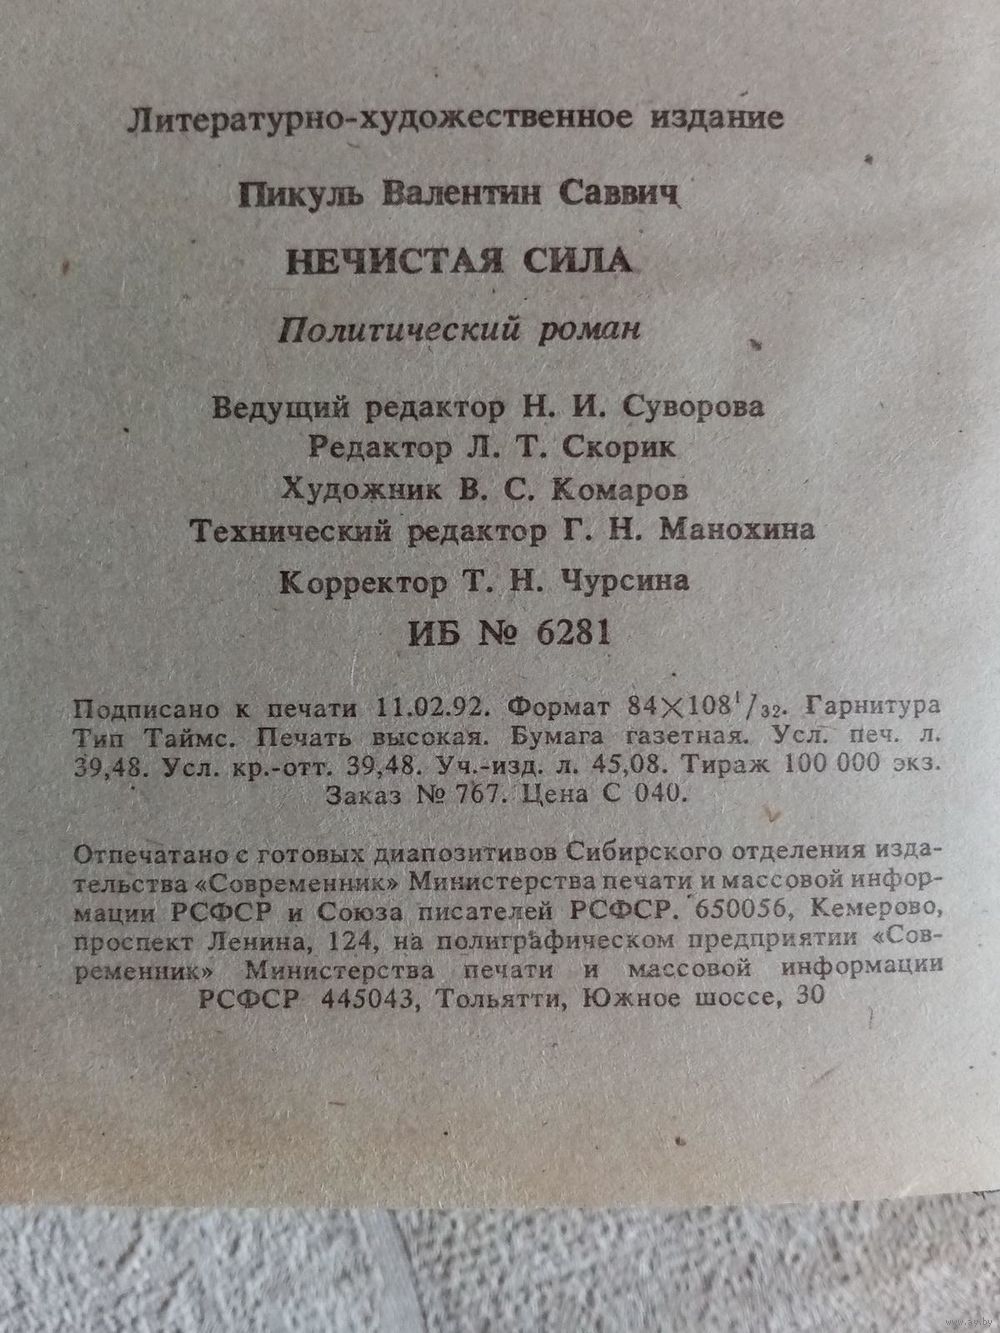 Литературно-художественное издание
Пикуль Валентин Саввич
НЕЧИСТАЯ СИЛА
Политический роман
Ведущий редактор Н. И. Суворова
Редактор Л. Т. Скорик
Художник В. С. Комаров
Технический редактор Г. Н. Манохина
Корректор Т. Н. Чурсина
ИБ № 6281
Подписано к печати 11.02.92. Формат 84×108¹/₃₂. Гарнитура
Тип Таймс. Печать высокая. Бумага газетная. Усл. печ. л.
39,48. Усл. кр.-отт. 39,48. Уч.-изд. л. 45,08. Тираж 100 000 экз.
Заказ № 767. Цена С 040.
Отпечатано с готовых диапозитивов Сибирского отделения изда-
тельства «Современник» Министерства печати и массовой инфор-
мации РСФСР и Союза писателей РСФСР. 650056, Кемерово,
проспект Ленина, 124, на полиграфическом предприятии «Сов-
ременник» Министерства печати и массовой информации
РСФСР 445043, Тольятти, Южное шоссе, 30
www.ay.by